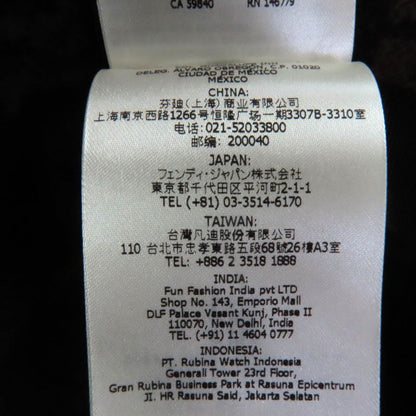 CA 59840 RN 146779
DELEG. ALVARO OBREGON, C.P. 01020
CIUDAD DE MÉXICO
MÉXICO
CHINA:
芬迪(上海)商业有限公司
上海南京西路1266号恒隆广场一期3307B-3310室
电话: 021-52033800
邮编: 200040
JAPAN:
フェンディ・ジャパン株式会社
東京都千代田区平河町2-1-1
TEL: (+ 81) 03-3514-6170
TAIWAN:
台灣凡迪股份有限公司
110 台北市忠孝東路五段68號26樓A3室
TEL: +886 2 3518 1888
INDIA:
Fun Fashion India pvt LTD
Shop No. 143, Emporio Mall
DLF Palace Vasant Kunj, Phase II
110070, New Delhi, India
TEL. (+91) 11 4604 0777
INDONESIA:
PT. Rubina Watch Indonesia
Generall Tower 23rd Floor,
Gran Rubina Business Park at Rasuna Epicentrum
Jl. HR Rasuna Said, Jakarta Selatan